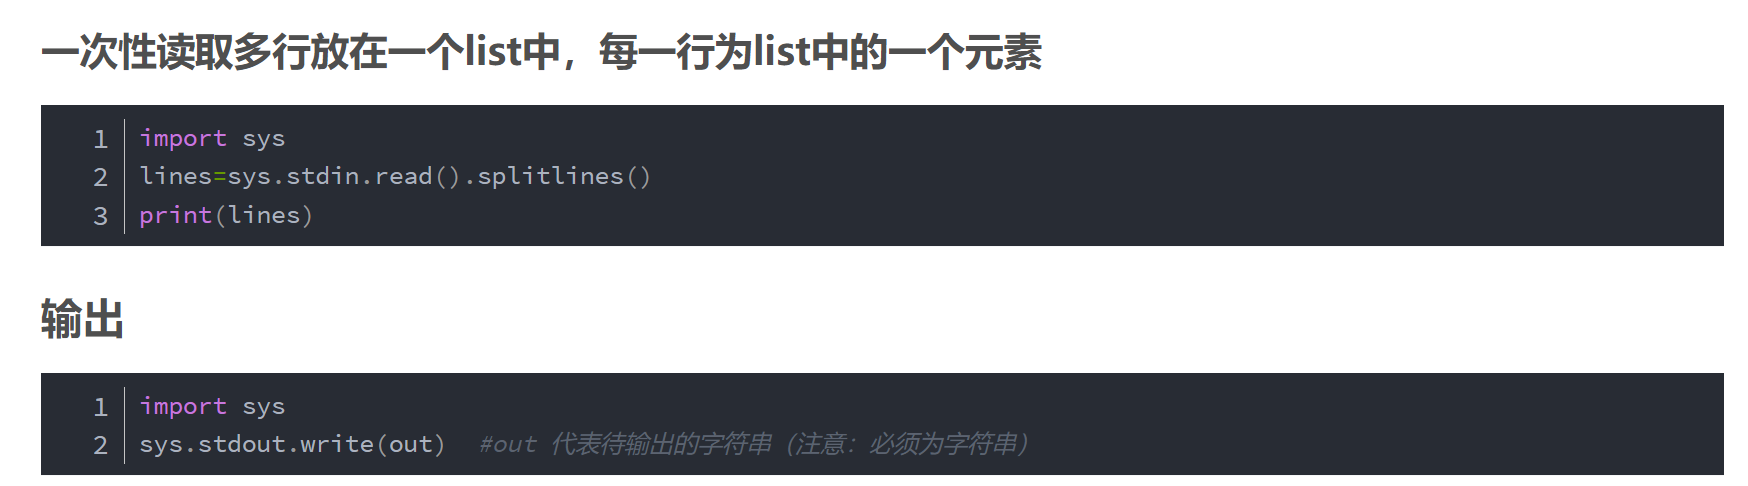 一次性读取多行放在一个list中，每一行为list中的一个元素
1 import sys
2 lines=sys.stdin.read().splitlines()
3 print(lines)
输出
1 import sys
2 sys.stdout.write(out)  #out 代表待输出的字符串（注意：必须为字符串）